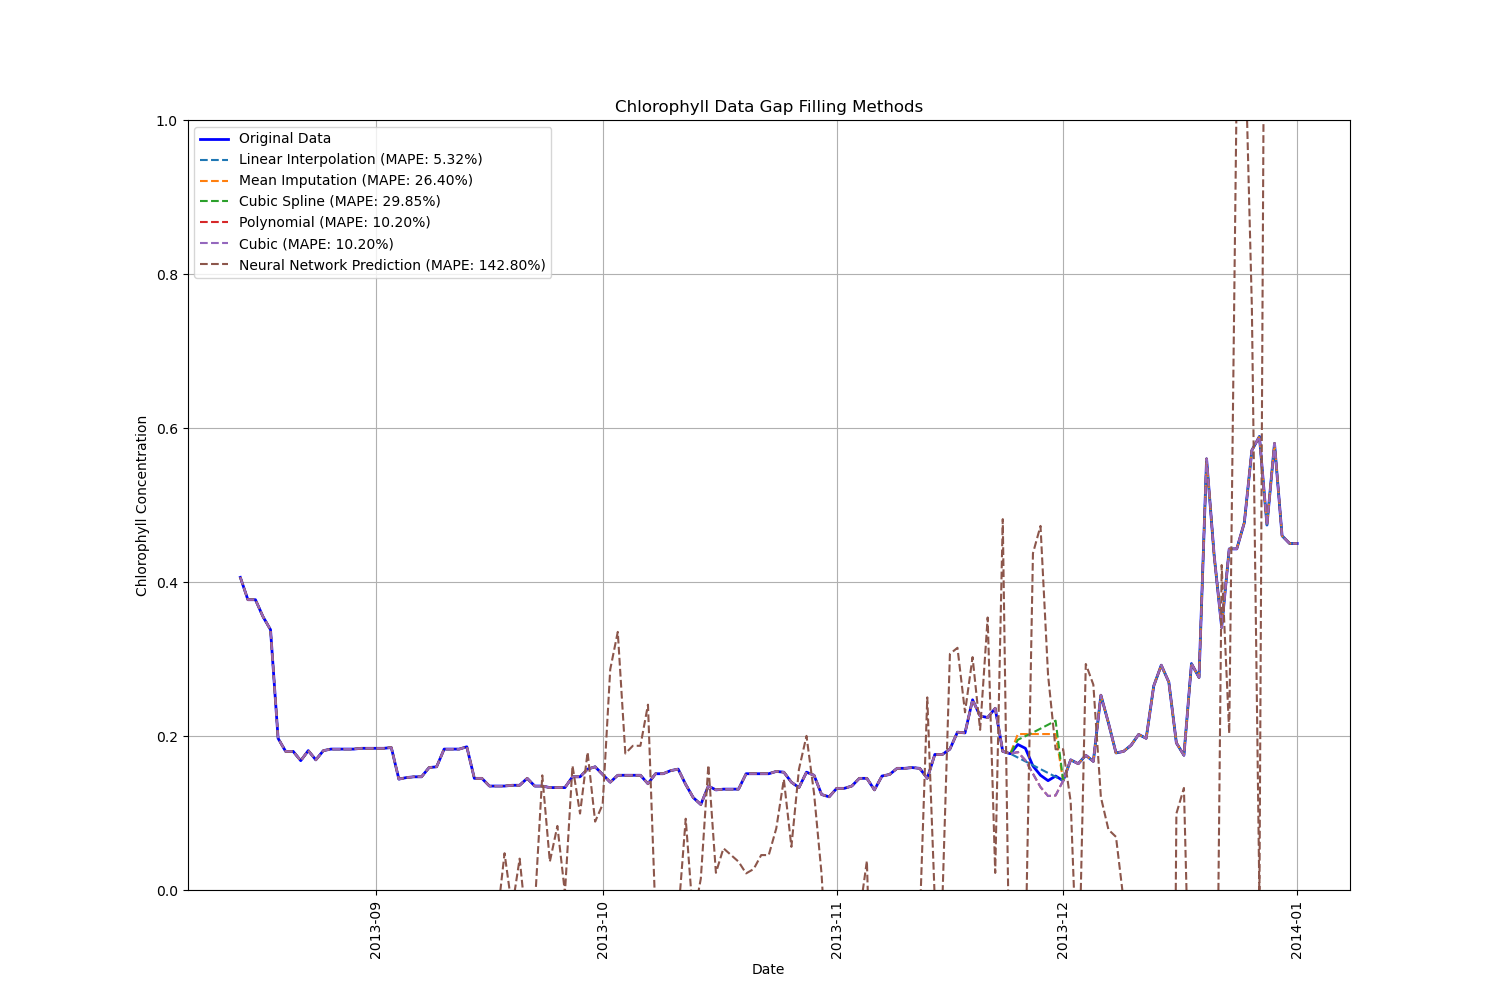 Chlorophyll Data Gap Filling Methods
1.0
0.8
0.6
0.4
0.2
0.0
Chlorophyll Concentration
Original Data
Linear Interpolation (MAPE: 5.32%)
Mean Imputation (MAPE: 26.40%)
Cubic Spline (MAPE: 29.85%)
Polynomial (MAPE: 10.20%)
Cubic (MAPE: 10.20%)
Neural Network Prediction (MAPE: 142.80%)
2013-09
2013-10
2013-11
2013-12
2014-01
Date